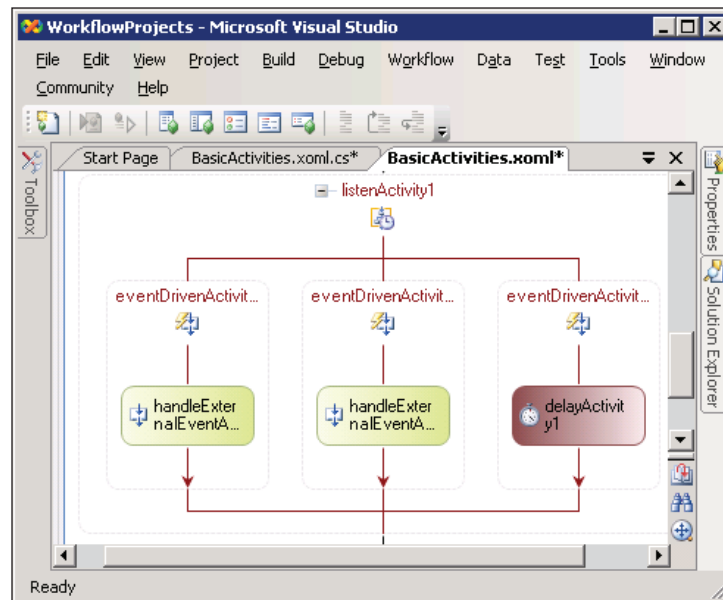 WorkflowProjects - Microsoft Visual Studio
File Edit View Project Build Debug Workflow Data Test Tools Window
Community Help
Toolbox
Start Page BasicActivities.xoml.cs* BasicActivities.xoml*
Properties
Solution Explorer
listenActivity1
eventDrivenActivit... eventDrivenActivit... eventDrivenActivit...
handleExter handleExter delayActivit
nalEventA... nalEventA... y1
Ready